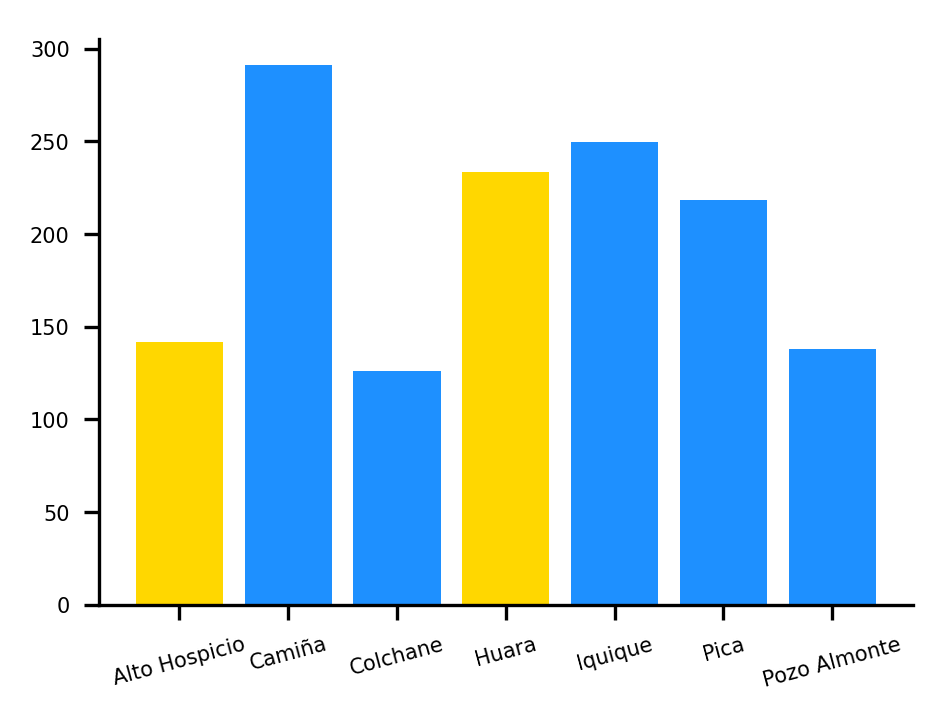 300
250
200
150
100
50
0
Alto Hospicio
Camiña
Colchane
Huara
Iquique
Pica
Pozo Almonte